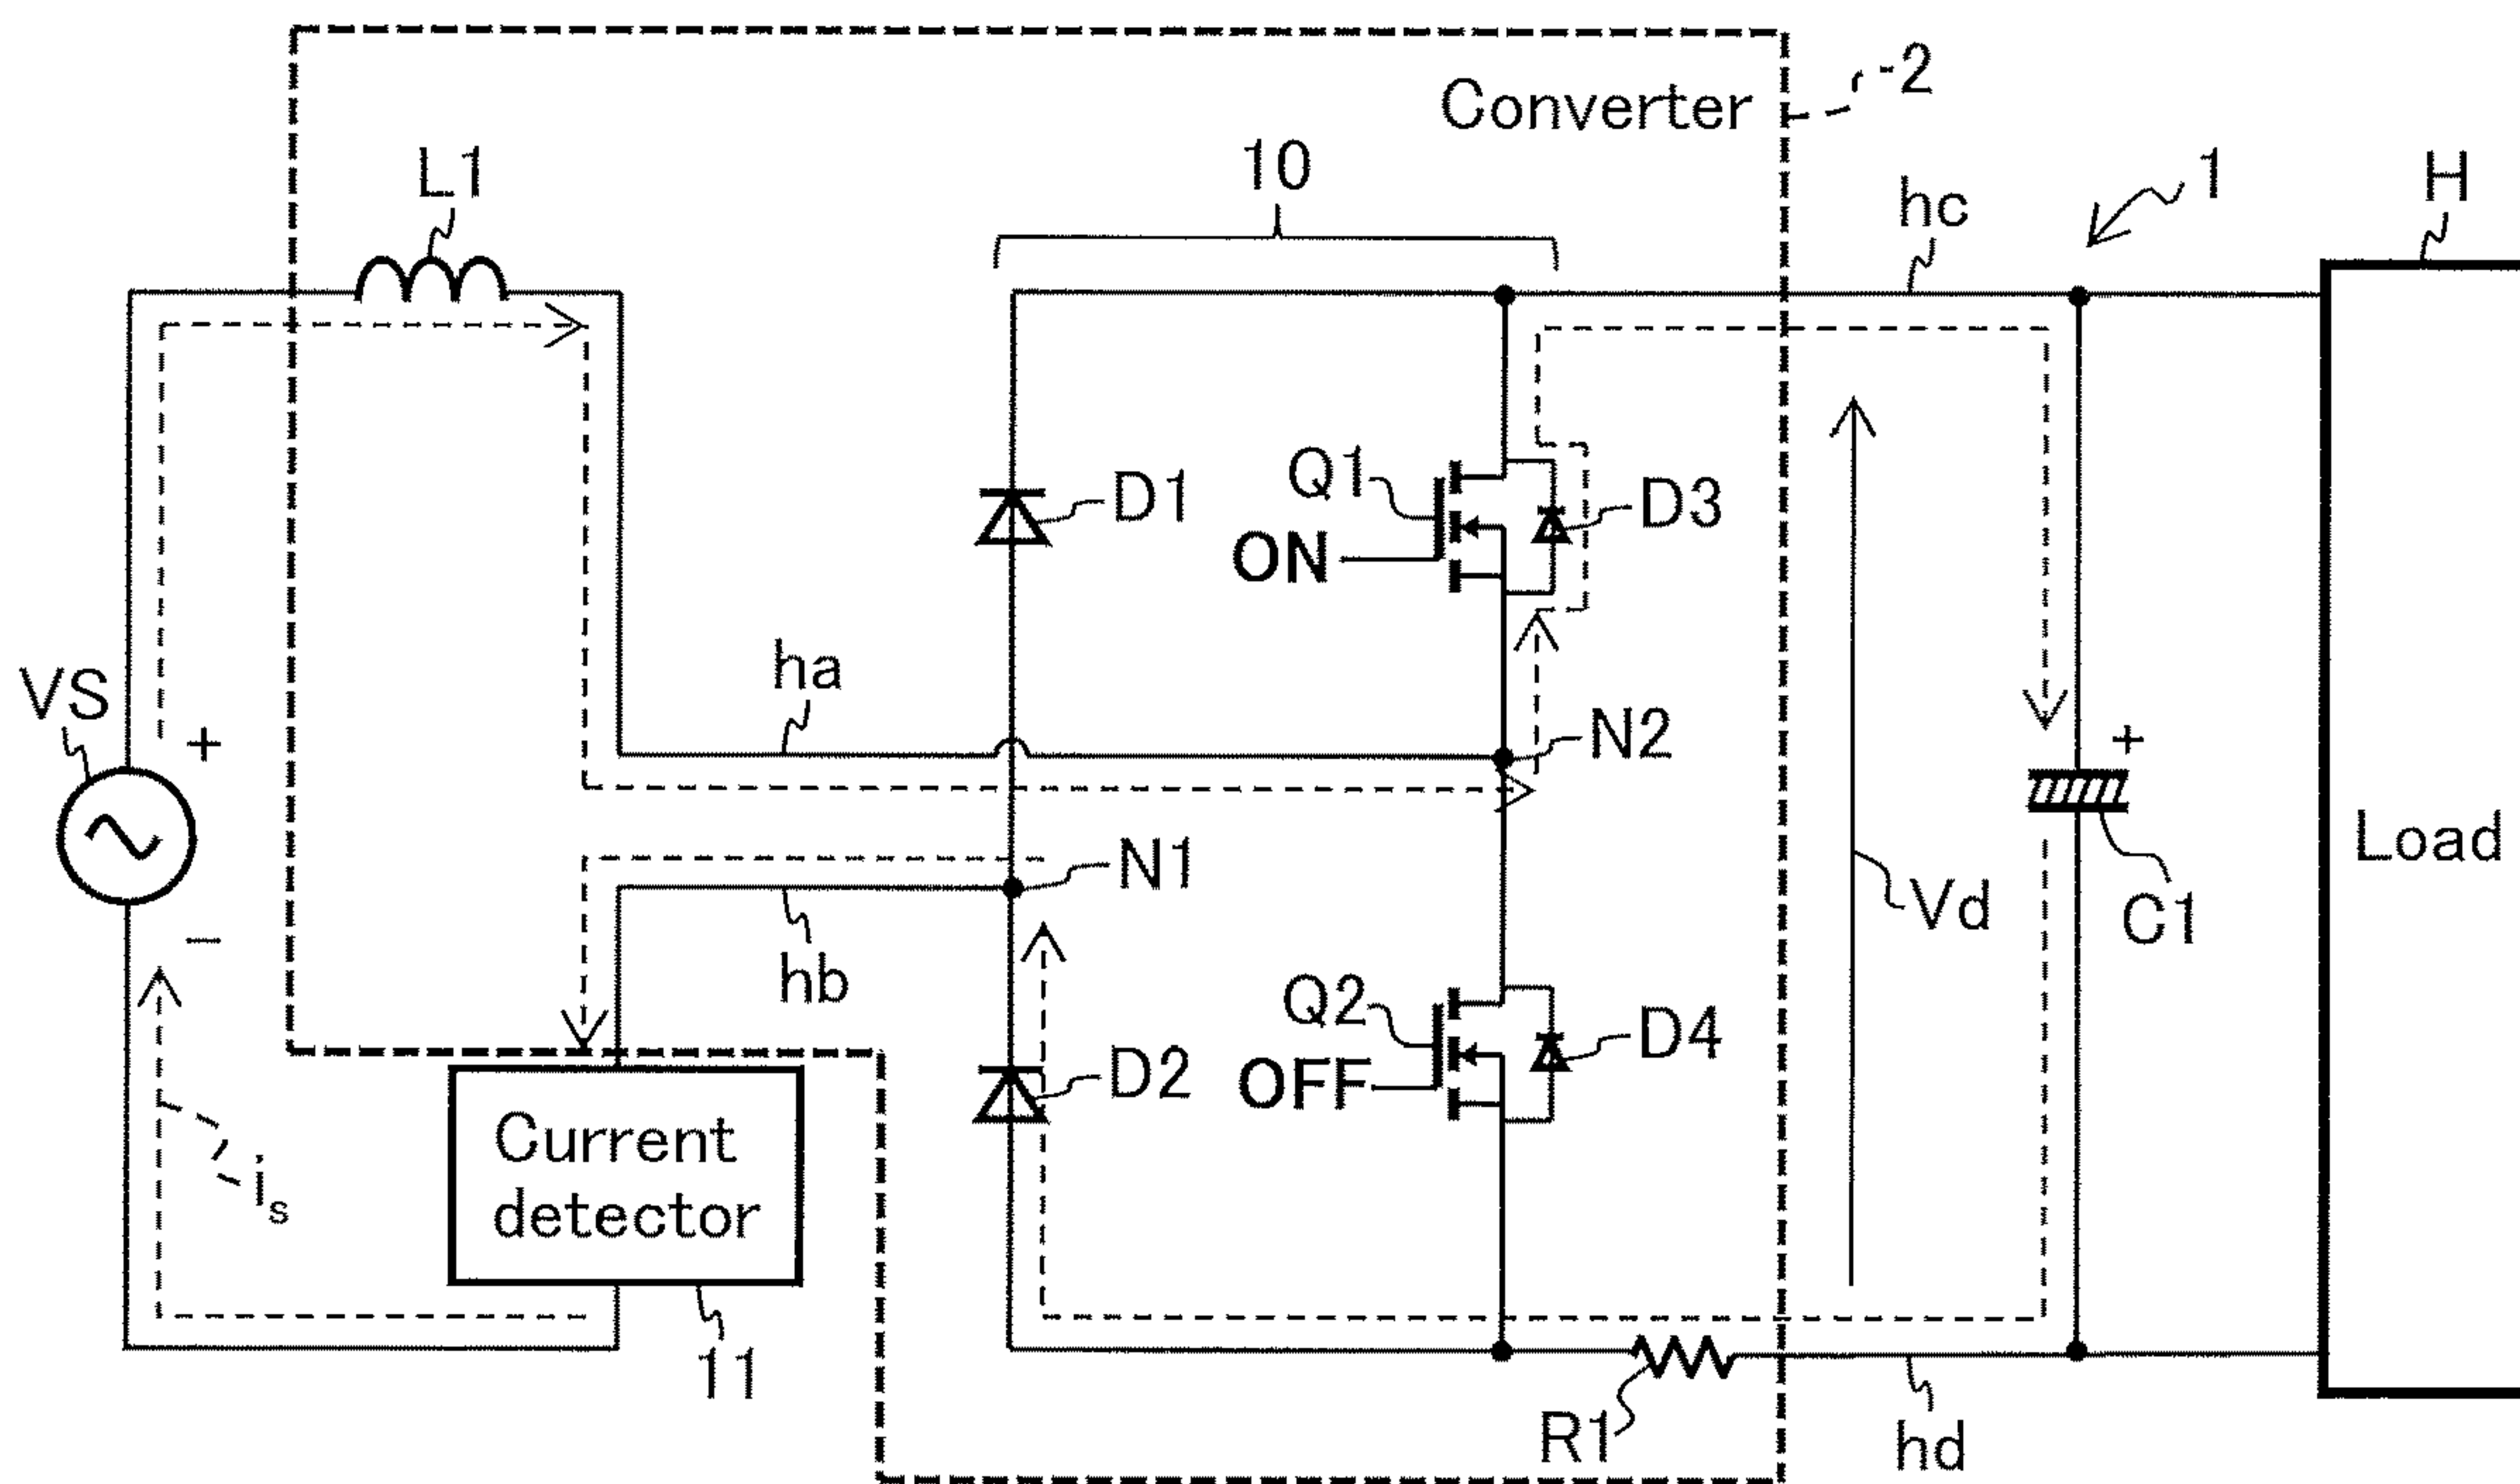 2
Converter
10
L1
1
H
hc
Q1
D1
D3
ON
ha
VS
+
N2
+
Load
N1
Vd
C1
−
hb
Q2
D4
D2
OFF
Current
detector
is
11
R1
hd